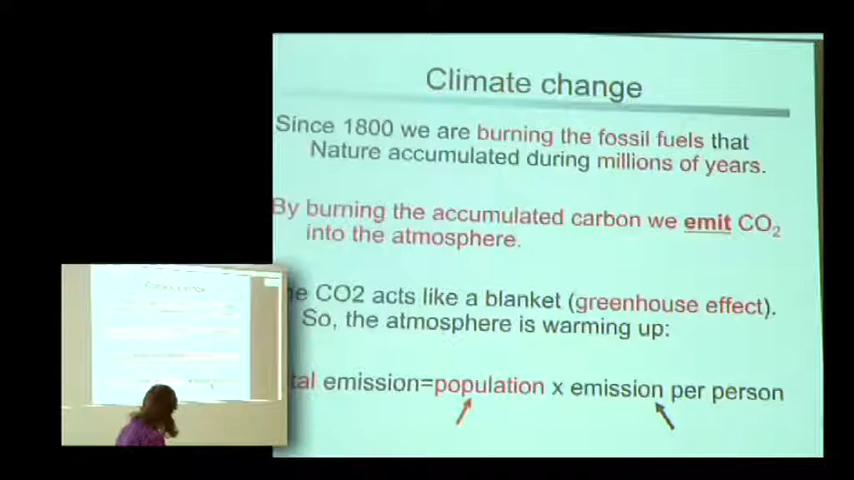 Climate change
Since 1800 we are burning the fossil fuels that
Nature accumulated during millions of years.
By burning the accumulated carbon we emit CO2
into the atmosphere.
CO2 acts like a blanket (greenhouse effect).
So, the atmosphere is warming up:
emission=population x emission per person